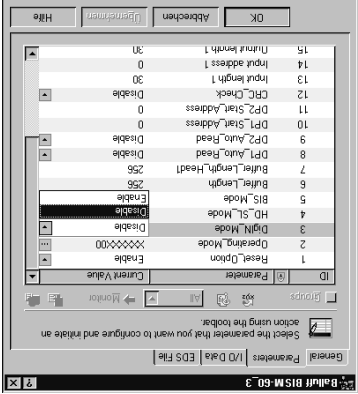 Balluff BISM-60_3
General Parameters I/O Data EDS File
Select the parameter that you want to configure and initiate an
action using the toolbar.
Groups All Monitor
ID Parameter Current Value
1 Reset_Option
2 Operating_Mode XXXXXX00
3 DigIN_Mode Disable
4 HD_SL_Mode Disable
5 BIS_Mode Enable
6 Buffer_Length 256
7 Buffer_Length_Head1 256
8 DP1_Auto_Read Disable
9 DP2_Auto_Read Disable
10 DP1_Start_Address 0
11 DP2_Start_Address 0
12 CRC_Check Disable
13 Input length 1 30
14 Input address 1 0
15 Output length 1 30
OK Abbrechen Übernehmen Hilfe